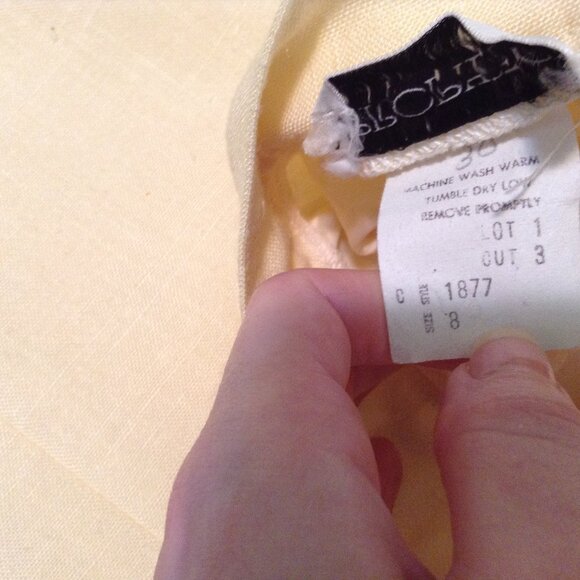 30
MACHINE WASH WARM
TUMBLE DRY LOW
REMOVE PROMPTLY
LOT 1
CUT 3
C STYLE 1877
SIZE 8